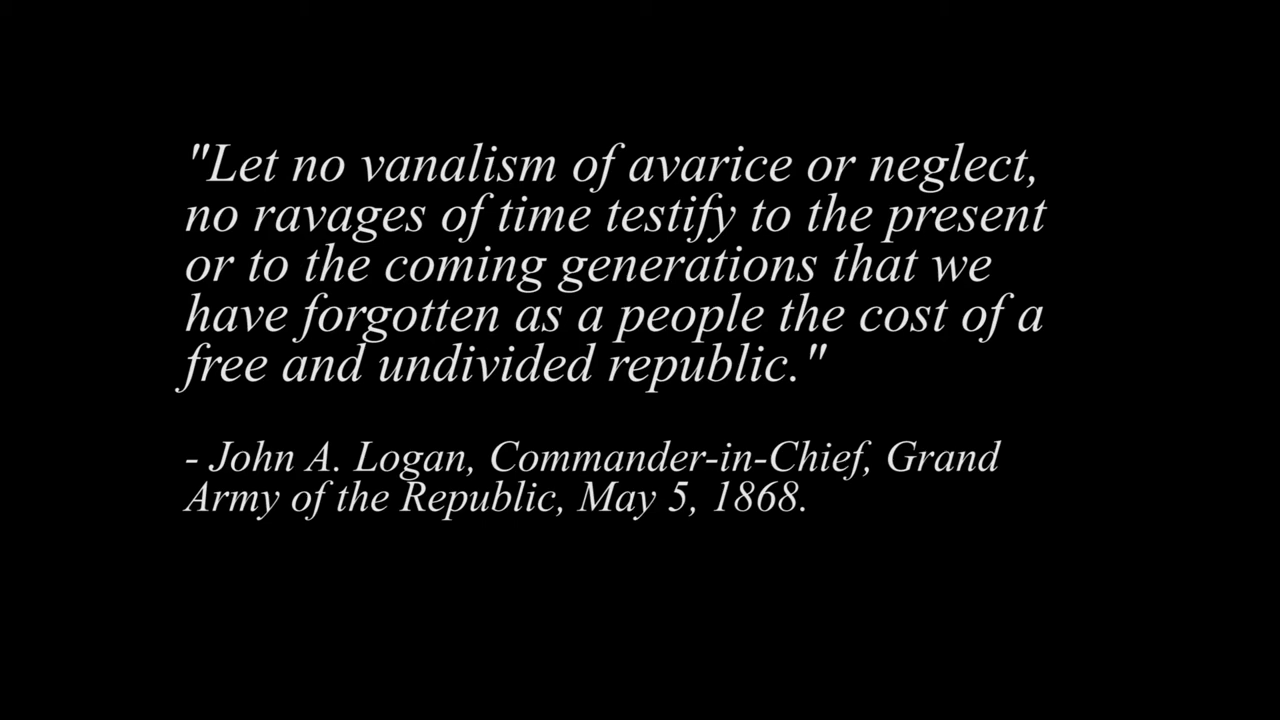 "Let no vanalism of avarice or neglect,
no ravages of time testify to the present
or to the coming generations that we
have forgotten as a people the cost of a
free and undivided republic."
- John A. Logan, Commander-in-Chief, Grand
Army of the Republic, May 5, 1868.